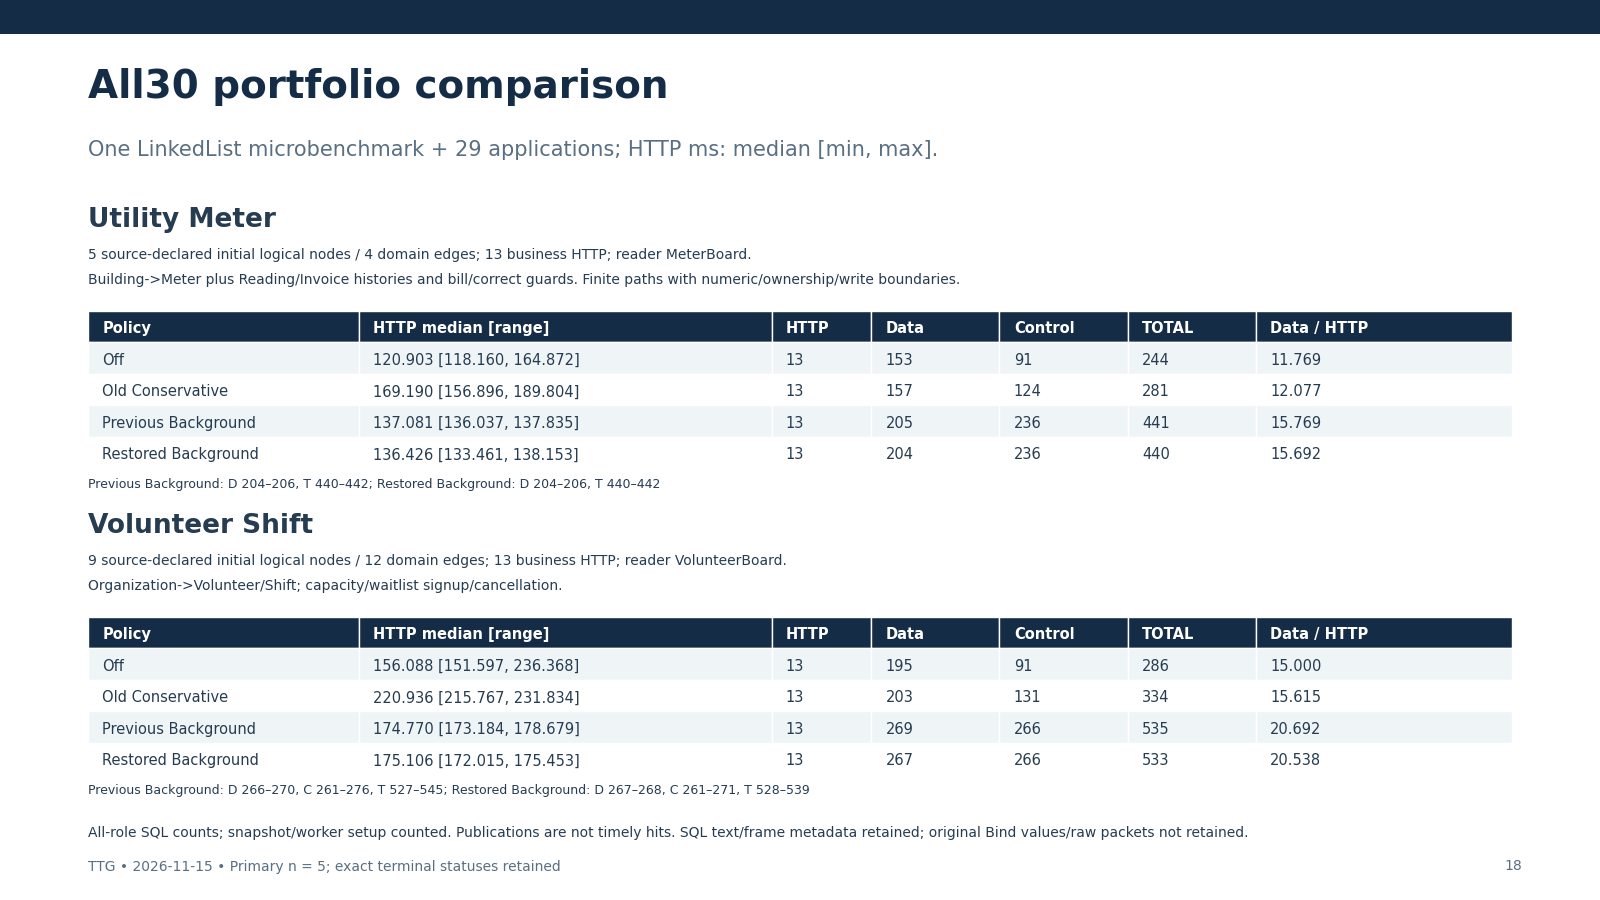 All30 portfolio comparison
One LinkedList microbenchmark + 29 applications; HTTP ms: median [min, max].
Utility Meter
5 source-declared initial logical nodes / 4 domain edges; 13 business HTTP; reader MeterBoard.
Building->Meter plus Reading/Invoice histories and bill/correct guards. Finite paths with numeric/ownership/write boundaries.
Policy HTTP median [range] HTTP Data Control TOTAL Data / HTTP
Off 120.903 [118.160, 164.872] 13 153 91 244 11.769
Old Conservative 169.190 [156.896, 189.804] 13 157 124 281 12.077
Previous Background 137.081 [136.037, 137.835] 13 205 236 441 15.769
Restored Background 136.426 [133.461, 138.153] 13 204 236 440 15.692
Previous Background: D 204–206, T 440–442; Restored Background: D 204–206, T 440–442
Volunteer Shift
9 source-declared initial logical nodes / 12 domain edges; 13 business HTTP; reader VolunteerBoard.
Organization->Volunteer/Shift; capacity/waitlist signup/cancellation.
Policy HTTP median [range] HTTP Data Control TOTAL Data / HTTP
Off 156.088 [151.597, 236.368] 13 195 91 286 15.000
Old Conservative 220.936 [215.767, 231.834] 13 203 131 334 15.615
Previous Background 174.770 [173.184, 178.679] 13 269 266 535 20.692
Restored Background 175.106 [172.015, 175.453] 13 267 266 533 20.538
Previous Background: D 266–270, C 261–276, T 527–545; Restored Background: D 267–268, C 261–271, T 528–539
All-role SQL counts; snapshot/worker setup counted. Publications are not timely hits. SQL text/frame metadata retained; original Bind values/raw packets not retained.
TTG • 2026-11-15 • Primary n = 5; exact terminal statuses retained 18